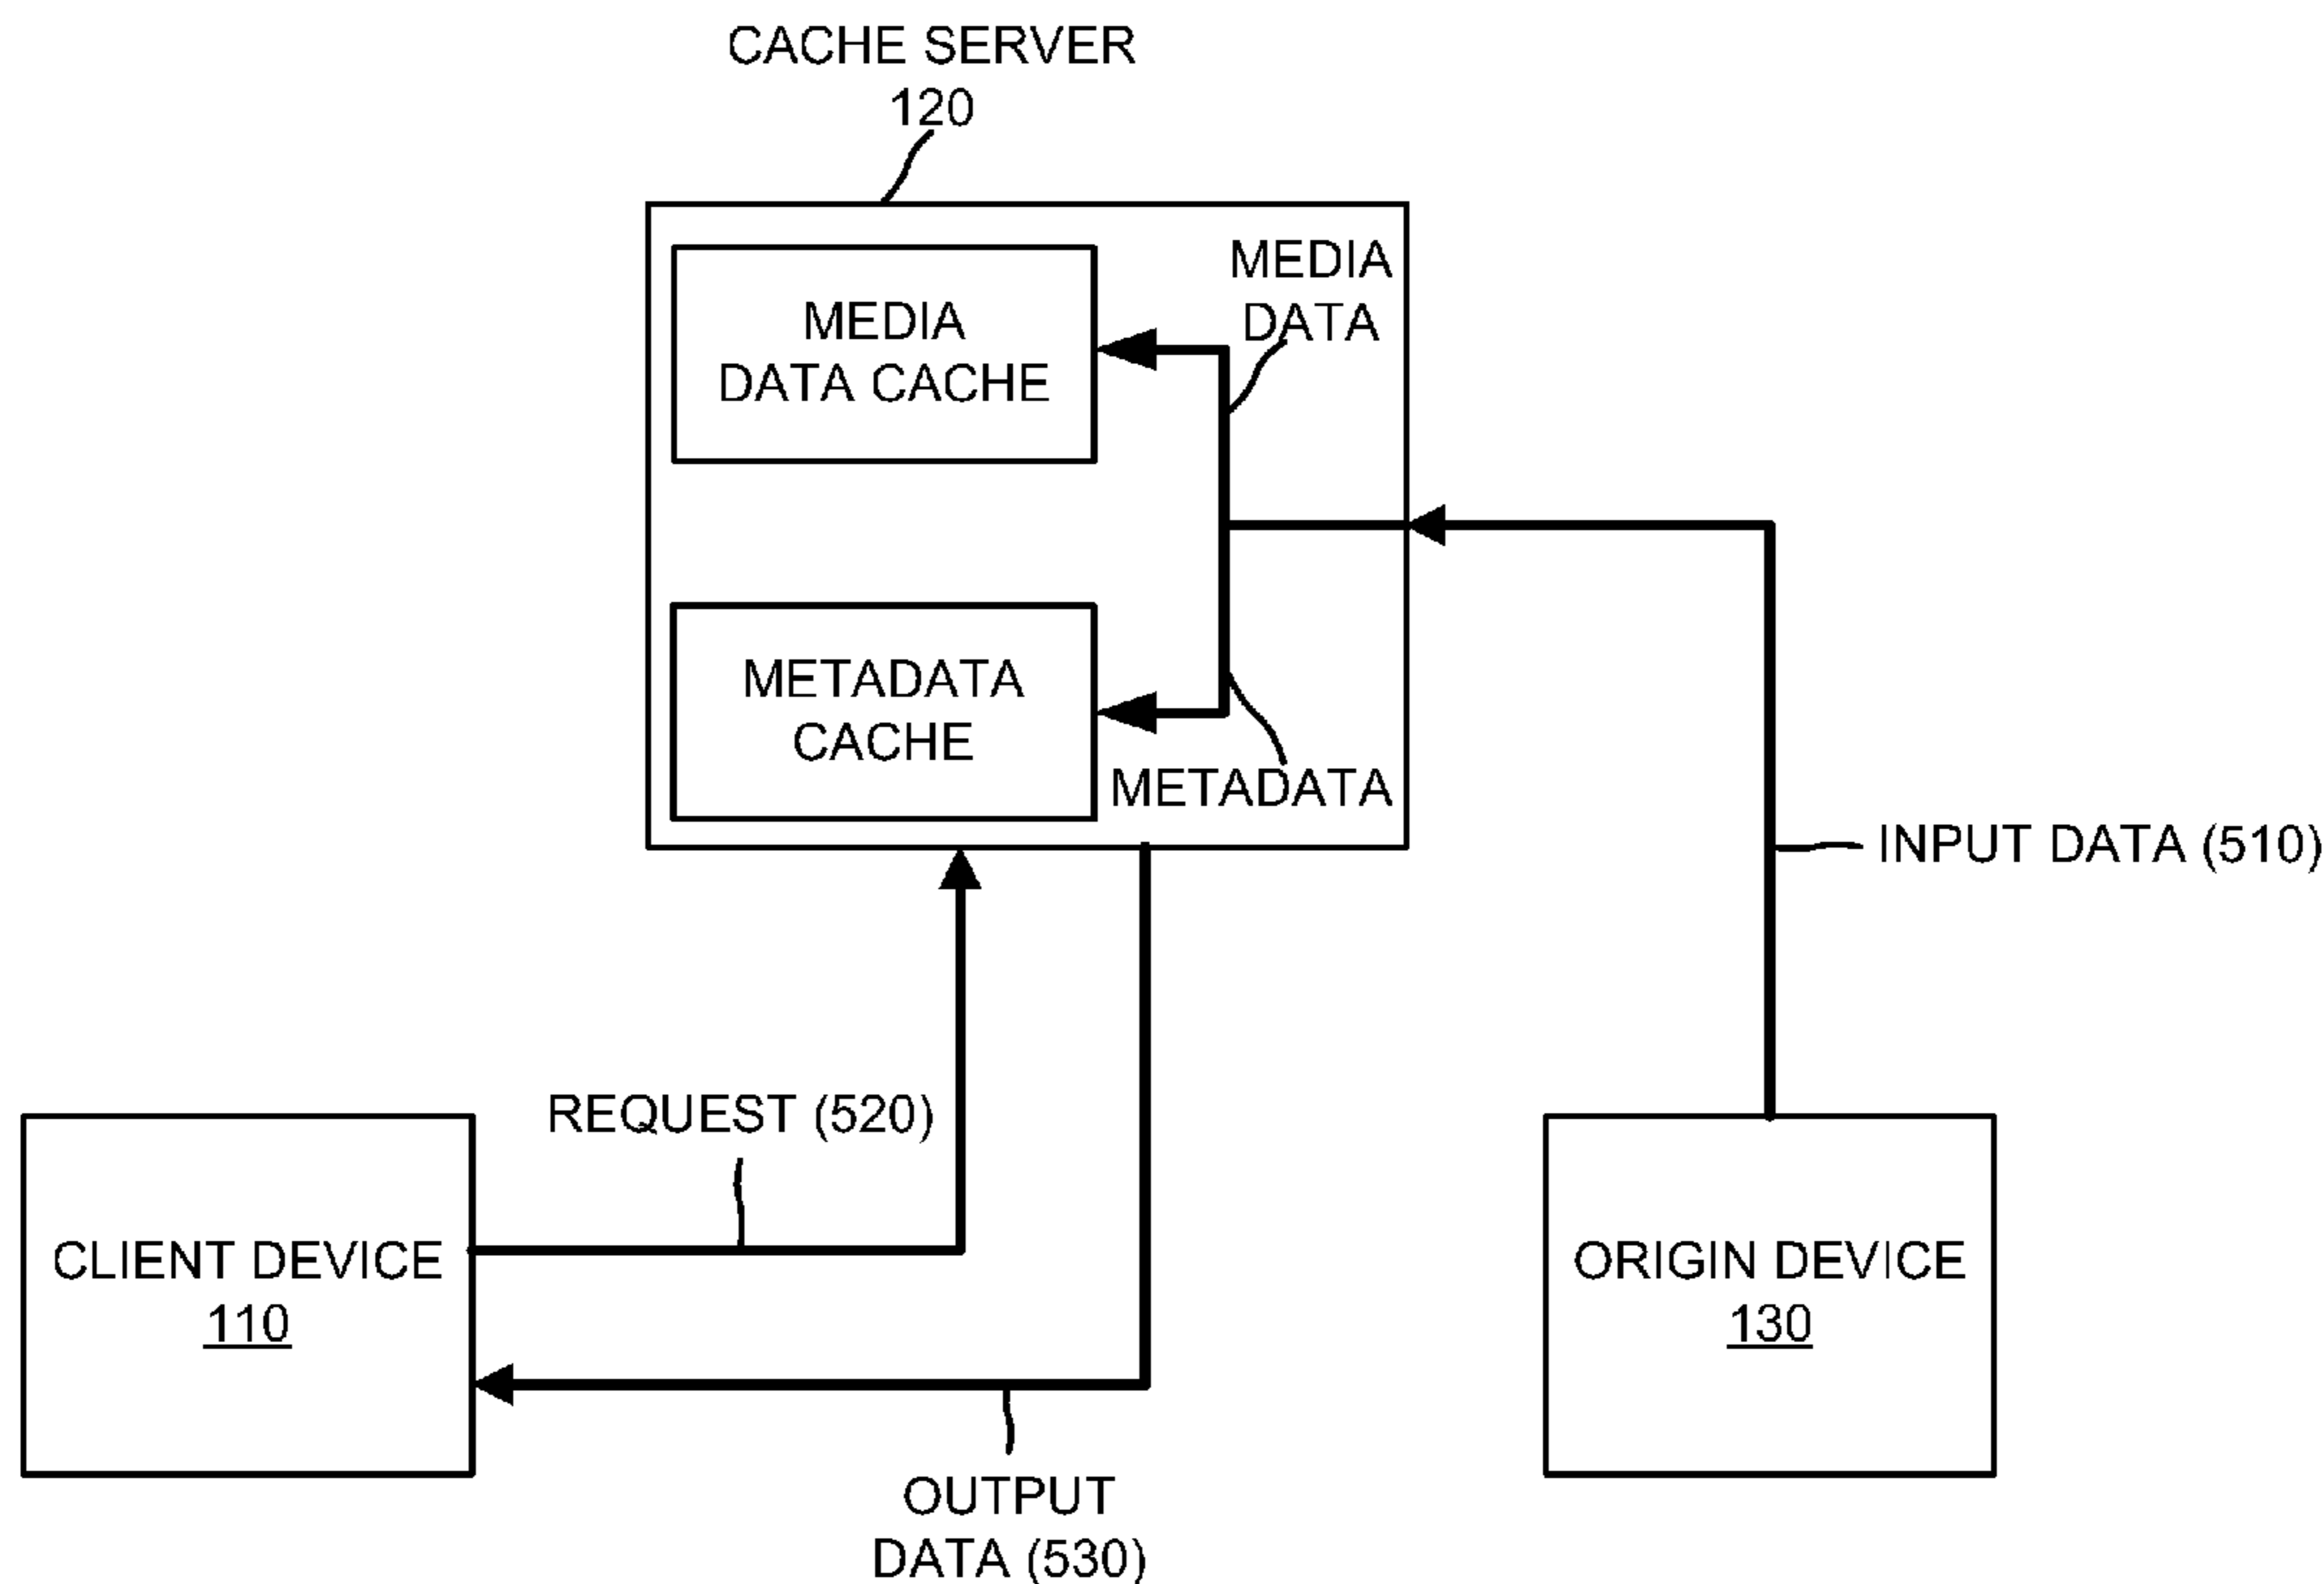 CACHE SERVER
120
MEDIA
DATA
MEDIA
DATA CACHE
METADATA
CACHE
METADATA
INPUT DATA (510)
REQUEST (520)
CLIENT DEVICE
110
ORIGIN DEVICE
130
OUTPUT
DATA (530)